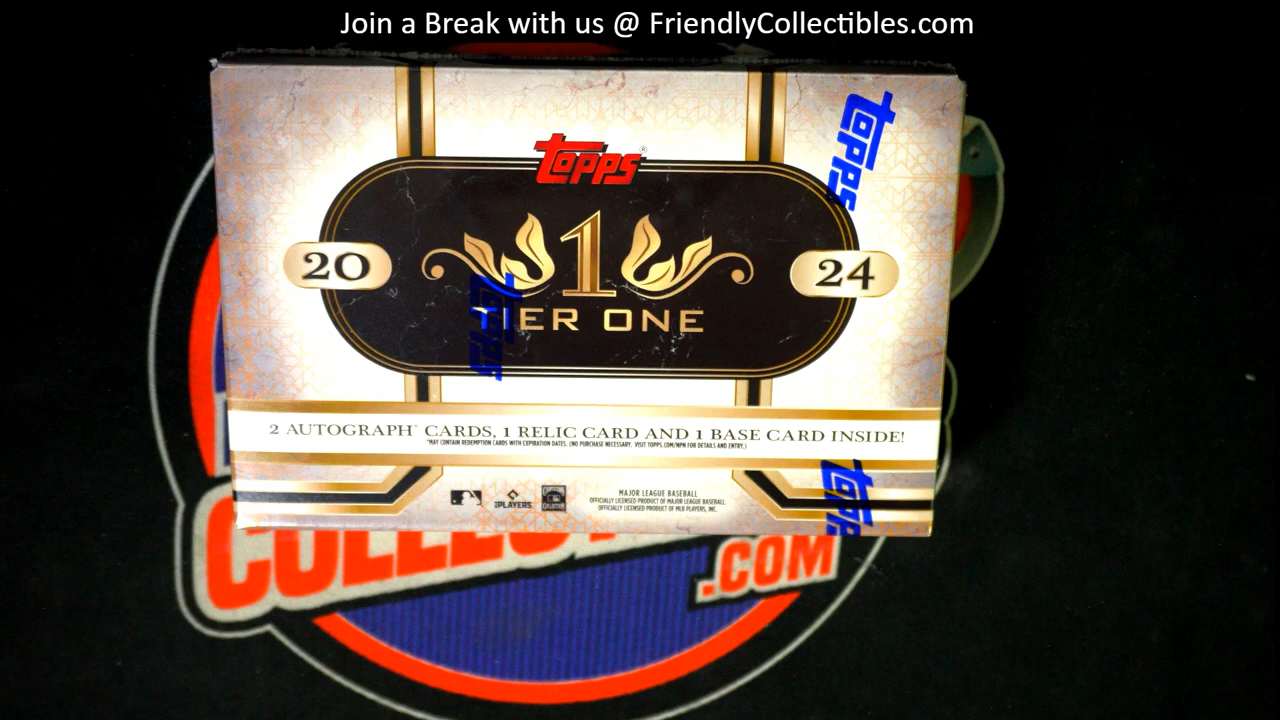 Join a Break with us @ FriendlyCollectibles.com
topps®
20
1
24
TIER ONE
topps
topps
2 AUTOGRAPH* CARDS, 1 RELIC CARD AND 1 BASE CARD INSIDE!
*MAY CONTAIN REDEMPTION CARDS WITH EXPIRATION DATES. (NO PURCHASE NECESSARY. VISIT TOPPS.COM/NPN FOR DETAILS AND ENTRY.)
topps
MAJOR LEAGUE BASEBALL
OFFICIALLY LICENSED PRODUCT OF MAJOR LEAGUE BASEBALL.
OFFICIALLY LICENSED PRODUCT OF MLB PLAYERS, INC.
PLAYERS
.COM